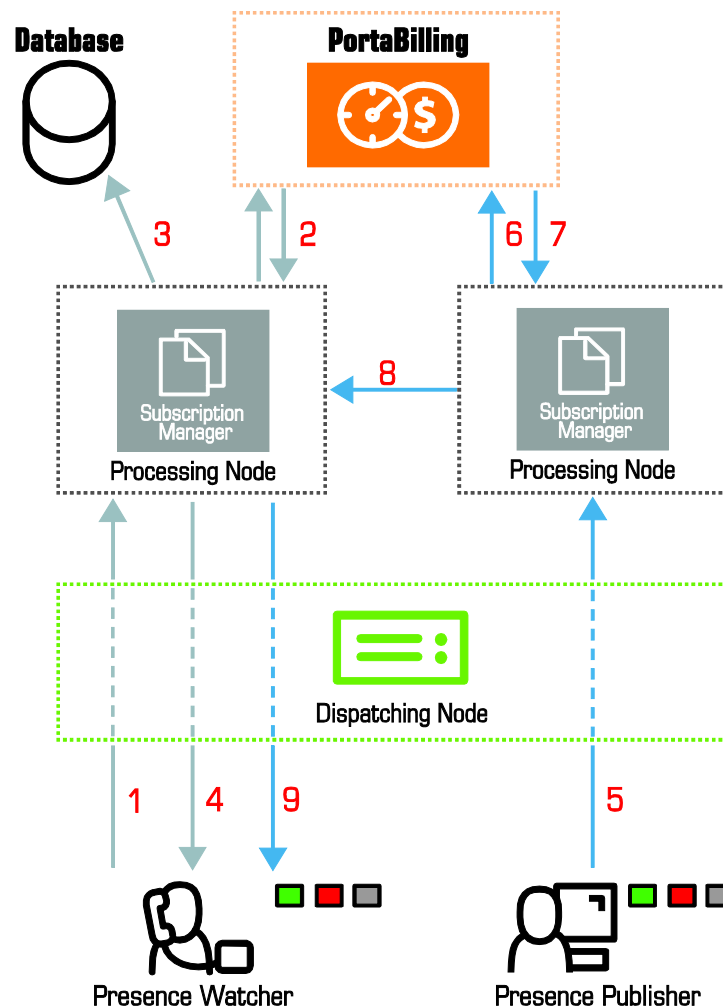 Database
PortaBilling
$
3
2
6
7
Subscription
Manager
Processing Node
8
Subscription
Manager
Processing Node
Dispatching Node
1
4
9
5
Presence Watcher
Presence Publisher